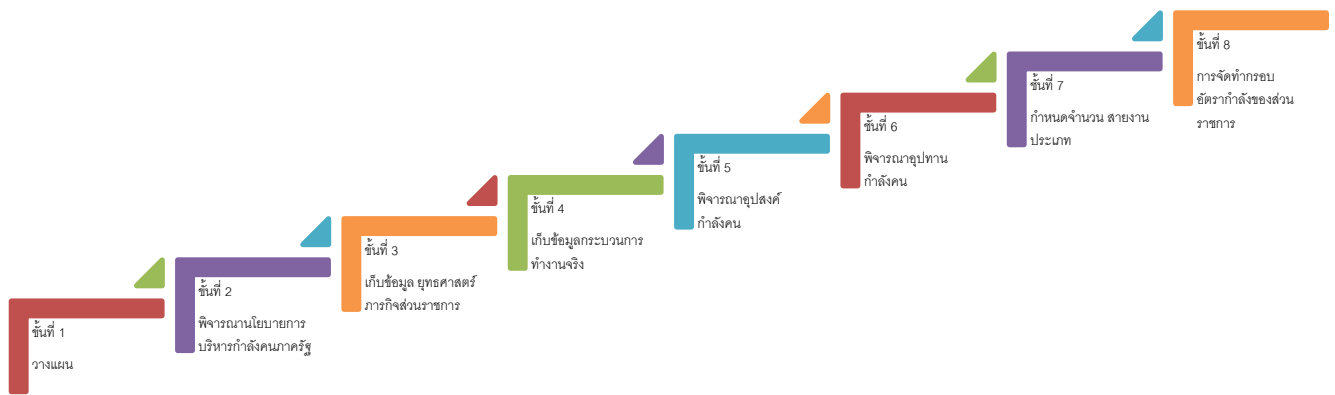 ขั้นที่ 1
วางแผน
ขั้นที่ 2
พิจารณานโยบายการ
บริหารกำลังคนภาครัฐ
ขั้นที่ 3
เก็บข้อมูล ยุทธศาสตร์
ภารกิจส่วนราชการ
ขั้นที่ 4
เก็บข้อมูลกระบวนการ
ทำงานจริง
ขั้นที่ 5
พิจารณาอุปสงค์
กำลังคน
ขั้นที่ 6
พิจารณาอุปทาน
กำลังคน
ขั้นที่ 7
กำหนดจำนวน สายงาน
ประเภท
ขั้นที่ 8
การจัดทำกรอบ
อัตรากำลังของส่วน
ราชการ